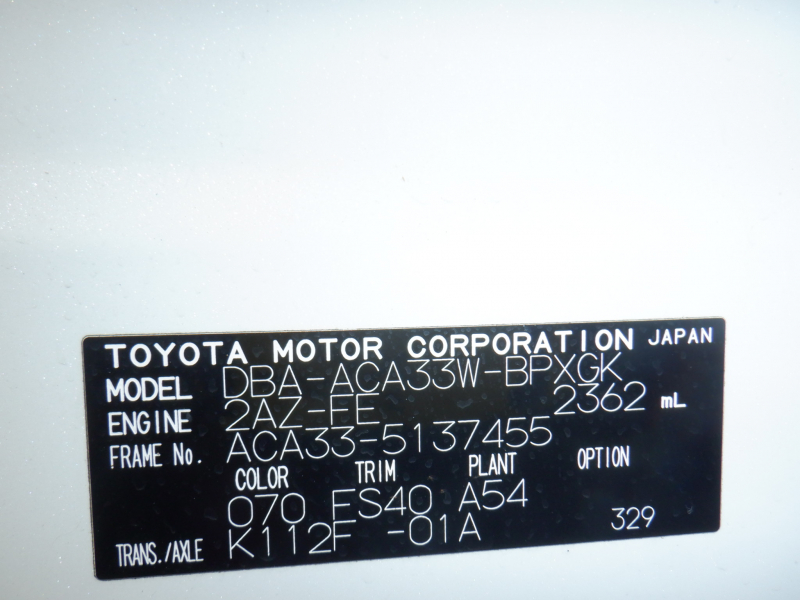 TOYOTA MOTOR CORPORATION JAPAN
MODEL DBA-ACA33W-BPXGK
ENGINE 2AZ-FE 2362 mL
FRAME No. ACA33-5137455
COLOR TRIM PLANT OPTION
070 FS40 A54
TRANS./AXLE K112F -01A 329